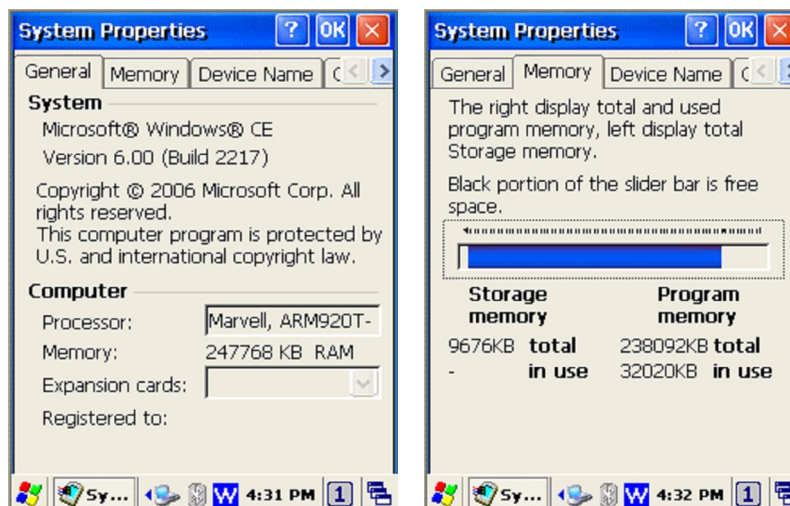 System Properties ? OK ×
General Memory Device Name C < >
System
Microsoft® Windows® CE
Version 6.00 (Build 2217)
Copyright © 2006 Microsoft Corp. All
rights reserved.
This computer program is protected by
U.S. and international copyright law.
Computer
Processor: Marvell, ARM920T-
Memory: 247768 KB RAM
Expansion cards:
Registered to:
Sy... W 4:31 PM 1
System Properties ? OK ×
General Memory Device Name C <
The right display total and used
program memory, left display total
Storage memory.
Black portion of the slider bar is free
space.
Storage Program
memory memory
9676KB total 238092KB total
- in use 32020KB in use
Sy... W 4:32 PM 1